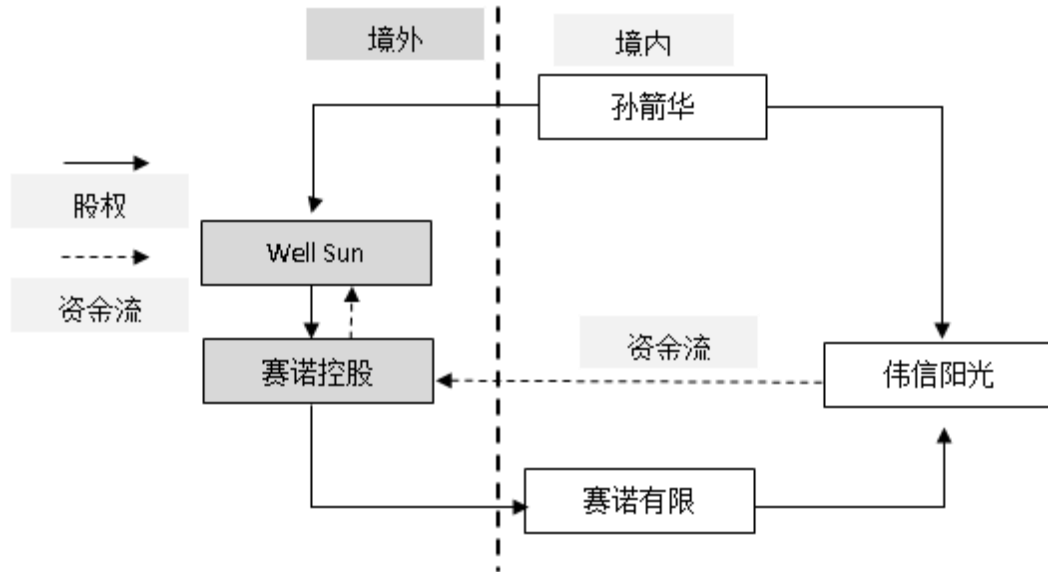 境外
境内
孙箭华
股权
Well Sun
资金流
赛诺控股
资金流
伟信阳光
赛诺有限